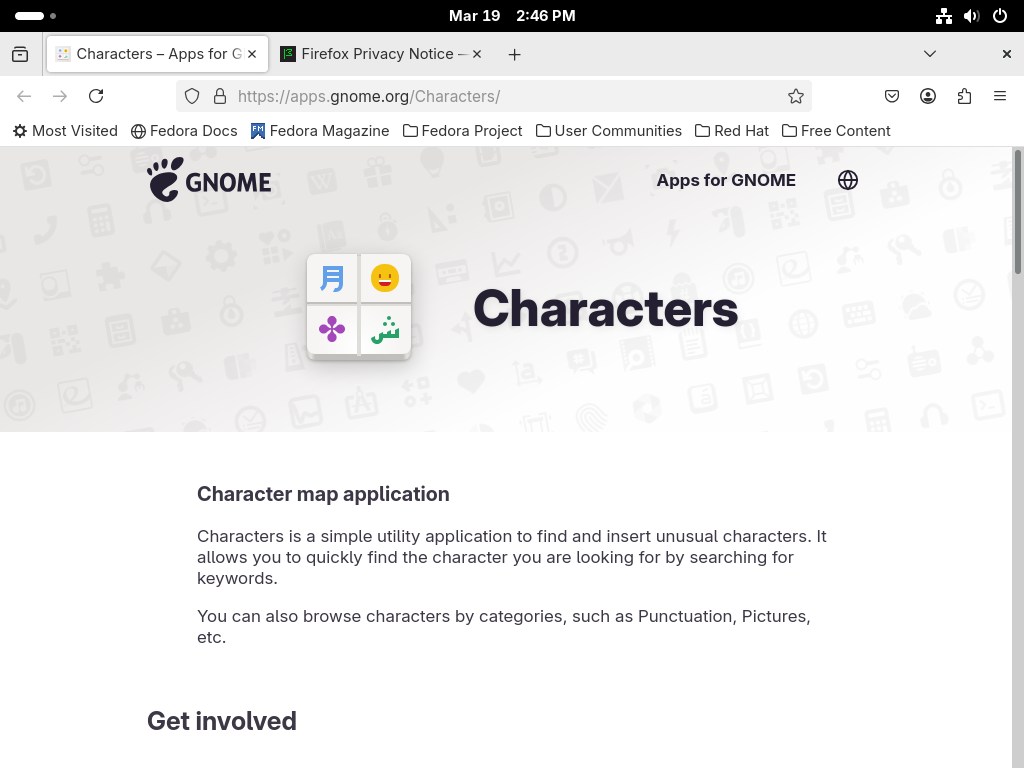 Mar 19 2:46 PM
Characters – Apps for G
Firefox Privacy Notice —
https://apps.gnome.org/Characters/
Most Visited
Fedora Docs
Fedora Magazine
Fedora Project
User Communities
Red Hat
Free Content
GNOME
Apps for GNOME
月
ش
Characters
Character map application
Characters is a simple utility application to find and insert unusual characters. It
allows you to quickly find the character you are looking for by searching for
keywords.
You can also browse characters by categories, such as Punctuation, Pictures,
etc.
Get involved